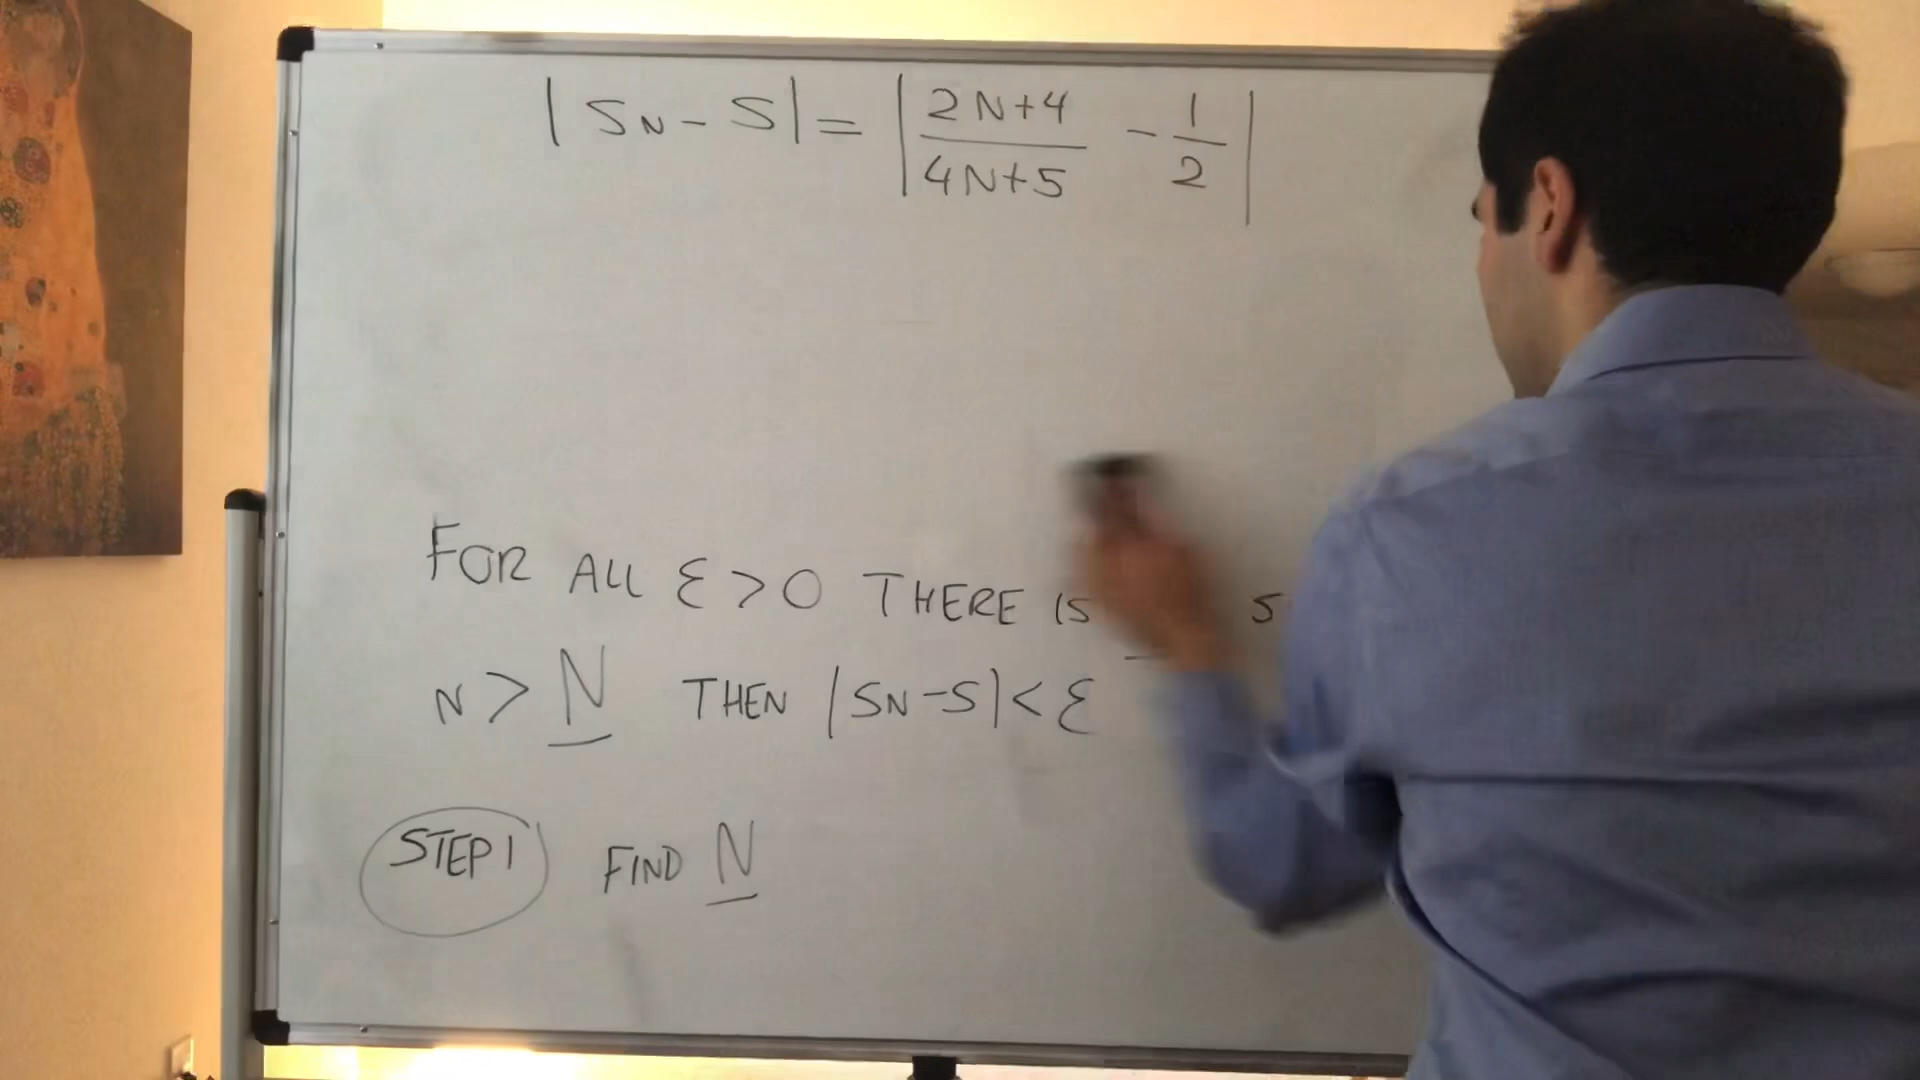 |SN - S| = |2N+4/4N+5 - 1/2|
FOR ALL ε > 0 THERE IS S
N > N THEN |SN - S| < ε
STEP 1 FIND N